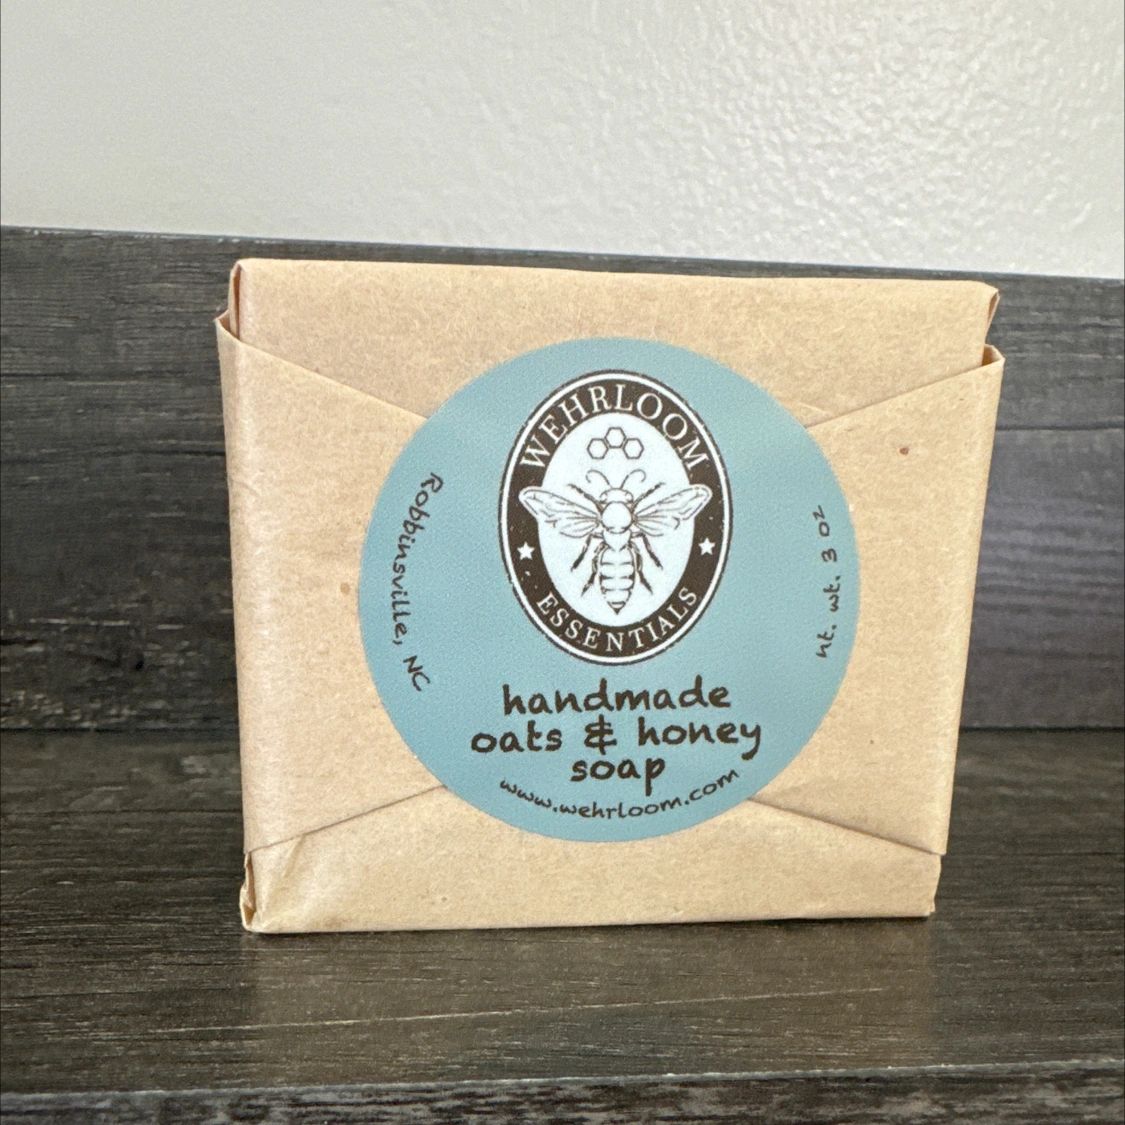 WEHRLOOM
ESSENTIALS
Robbinsville, NC
nt. wt. 3 oz
handmade
oats & honey
soap
www.wehrloom.com